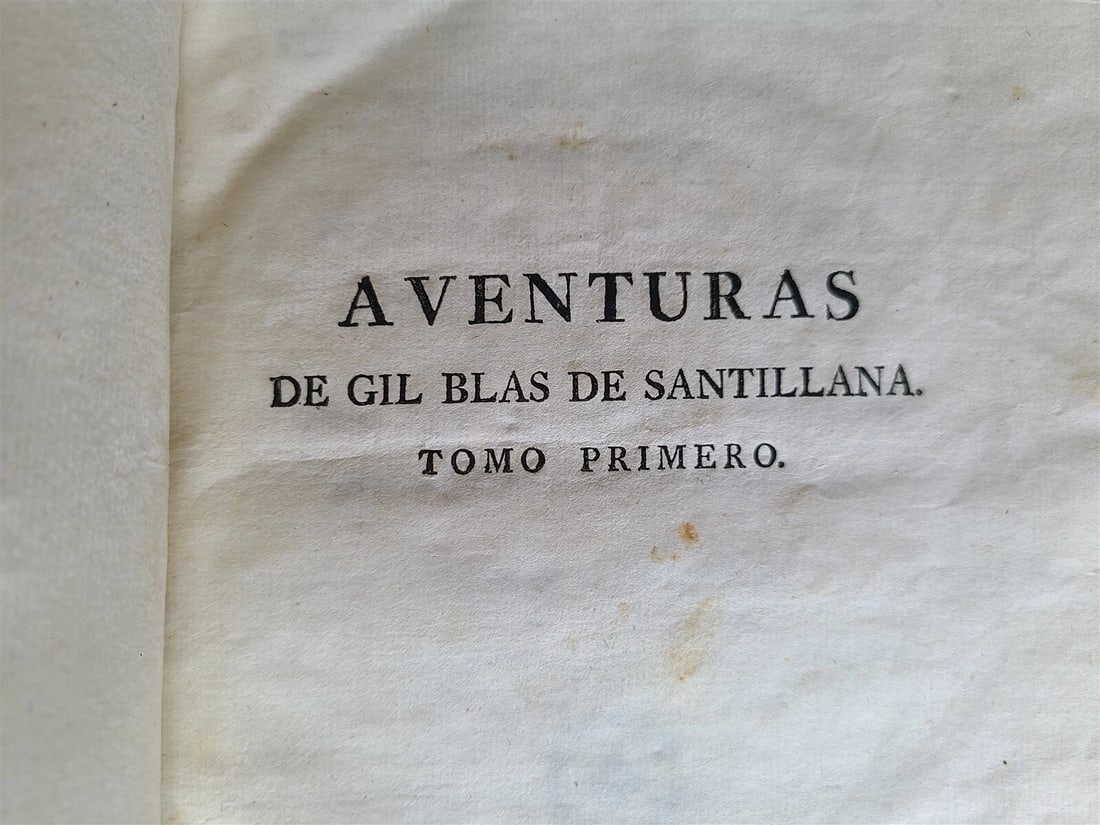 AVENTURAS
DE GIL BLAS DE SANTILLANA.
TOMO PRIMERO.